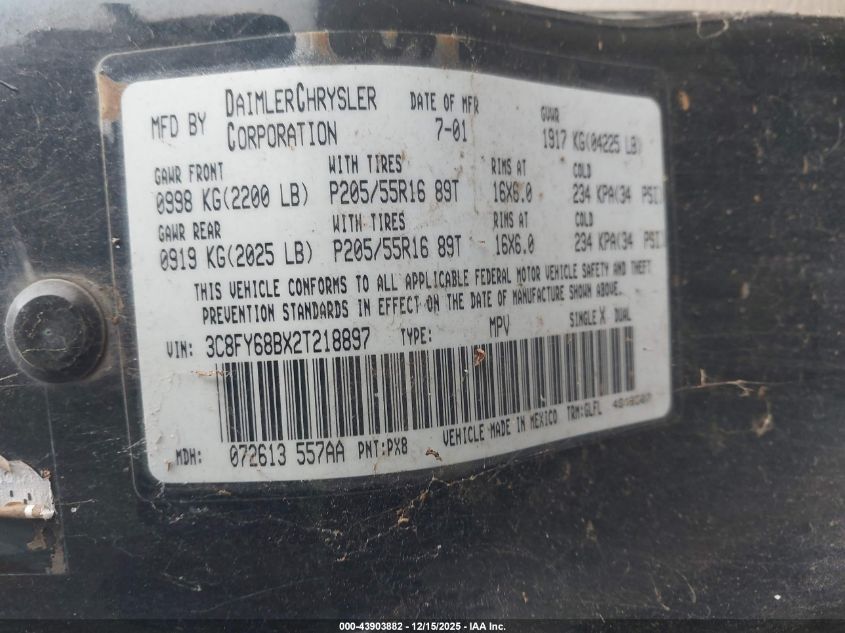 MFD BY DAIMLERCHRYSLER CORPORATION DATE OF MFR 7-01 GVWR 1917 KG(04225 LB)
GAWR FRONT WITH TIRES RIMS AT COLD
0998 KG(2200 LB) P205/55R16 89T 16X6.0 234 KPA(34 PSI)
GAWR REAR WITH TIRES RIMS AT COLD
0919 KG(2025 LB) P205/55R16 89T 16X6.0 234 KPA(34 PSI)
THIS VEHICLE CONFORMS TO ALL APPLICABLE FEDERAL MOTOR VEHICLE SAFETY AND THEFT
PREVENTION STANDARDS IN EFFECT ON THE DATE OF MANUFACTURE SHOWN ABOVE.
VIN: 3C8FY68BX2T218897 TYPE: MPV SINGLE X DUAL
MDH: 072613 557AA PNT:PX8 VEHICLE MADE IN MEXICO TRM:GLFL
000-43903882 - 12/15/2025 - IAA Inc.